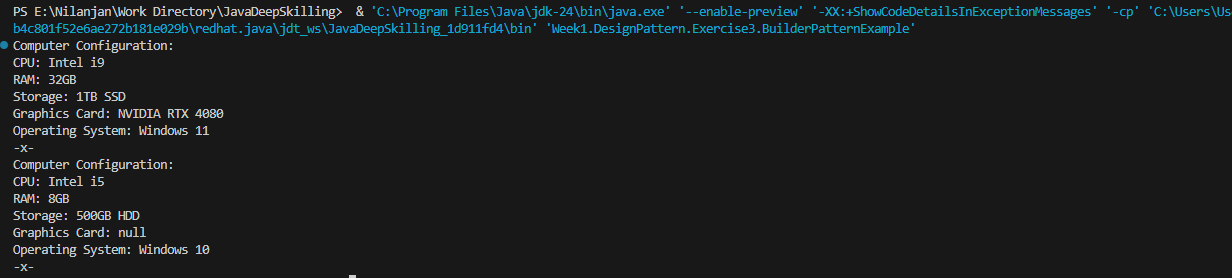 PS E:\Nilanjan\Work Directory\JavaDeepSkilling>  & 'C:\Program Files\Java\jdk-24\bin\java.exe' '--enable-preview' '-XX:+ShowCodeDetailsInExceptionMessages' '-cp' 'C:\Users\Us
b4c801f52e6ae272b181e029b\redhat.java\jdt_ws\JavaDeepSkilling_1d911fd4\bin' 'Week1.DesignPattern.Exercise3.BuilderPatternExample'
Computer Configuration:
CPU: Intel i9
RAM: 32GB
Storage: 1TB SSD
Graphics Card: NVIDIA RTX 4080
Operating System: Windows 11
-x-
Computer Configuration:
CPU: Intel i5
RAM: 8GB
Storage: 500GB HDD
Graphics Card: null
Operating System: Windows 10
-x-